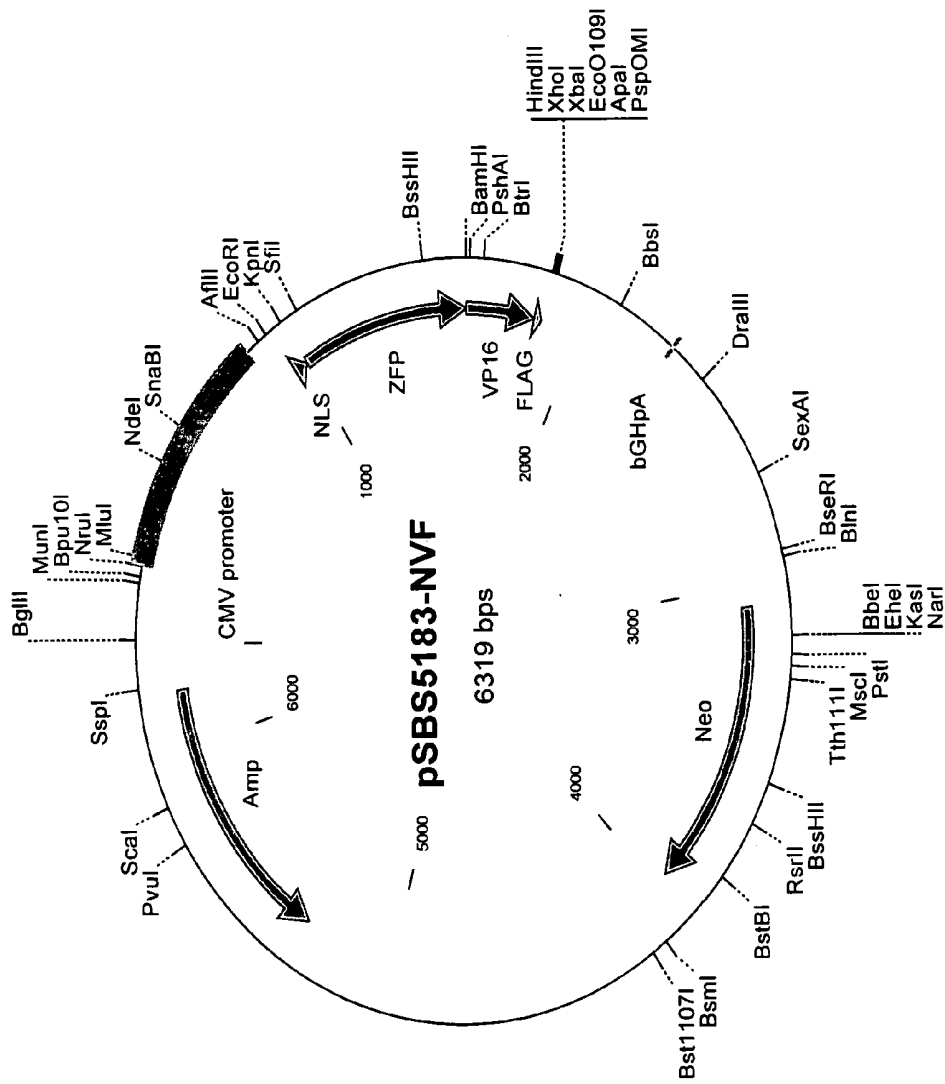 pSBS5183-NVF
6319 bps
BglII
MunI
Bpu10I
NruI
MluI
NdeI
SnaBI
AflII
EcoRI
KpnI
SfiI
BssHII
BamHI
PshAI
BtrI
HindIII
XhoI
XbaI
EcoO109I
ApaI
PspOMI
BbsI
DraIII
SexAI
BseRI
BlnI
BbeI
EheI
KasI
NarI
PstI
MscI
Tth111I
BssHII
RsrII
BstBI
BsmI
Bst1107I
PvuI
ScaI
SspI
CMV promoter
NLS
ZFP
VP16
FLAG
bGHpA
Neo
Amp
1000
2000
3000
4000
5000
6000